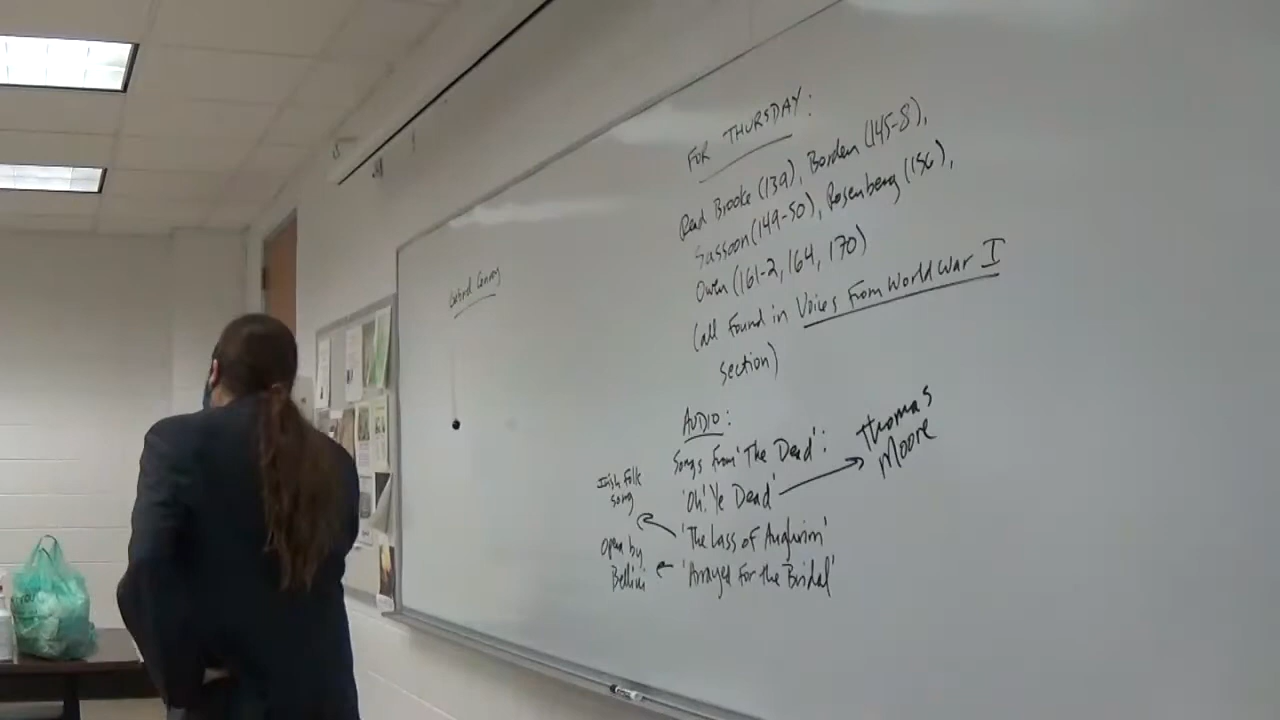 FOR THURSDAY:
Read Brooke (139), Borden (145-8),
Sassoon (149-50), Rosenberg (156),
Owen (161-2, 164, 170)
(all found in Voices From World War I
section)
AUDIO:
Songs from 'The Dead':
'Oh! Ye Dead'
Thomas
Moore
Irish Folk
song
'The Lass of Aughrim'
Opera by
Bellini
'Arrayed for the Bridal'